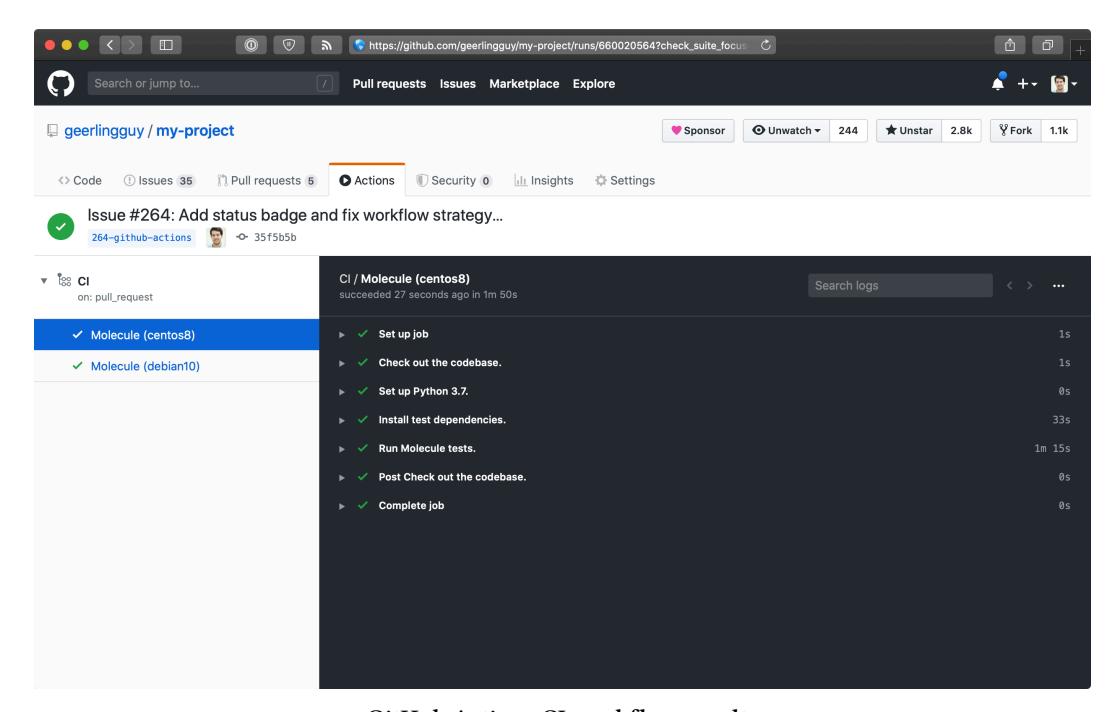 https://github.com/geerlingguy/my-project/runs/660020564?check_suite_focus
Search or jump to...
/
Pull requests Issues Marketplace Explore
geerlingguy / my-project
Sponsor Unwatch 244 Unstar 2.8k Fork 1.1k
Code Issues 35 Pull requests 5 Actions Security 0 Insights Settings
Issue #264: Add status badge and fix workflow strategy...
264-github-actions 35f5b5b
CI
on: pull_request
Molecule (centos8)
Molecule (debian10)
CI / Molecule (centos8)
succeeded 27 seconds ago in 1m 50s
Search logs
Set up job 1s
Check out the codebase. 1s
Set up Python 3.7. 0s
Install test dependencies. 33s
Run Molecule tests. 1m 15s
Post Check out the codebase. 0s
Complete job 0s